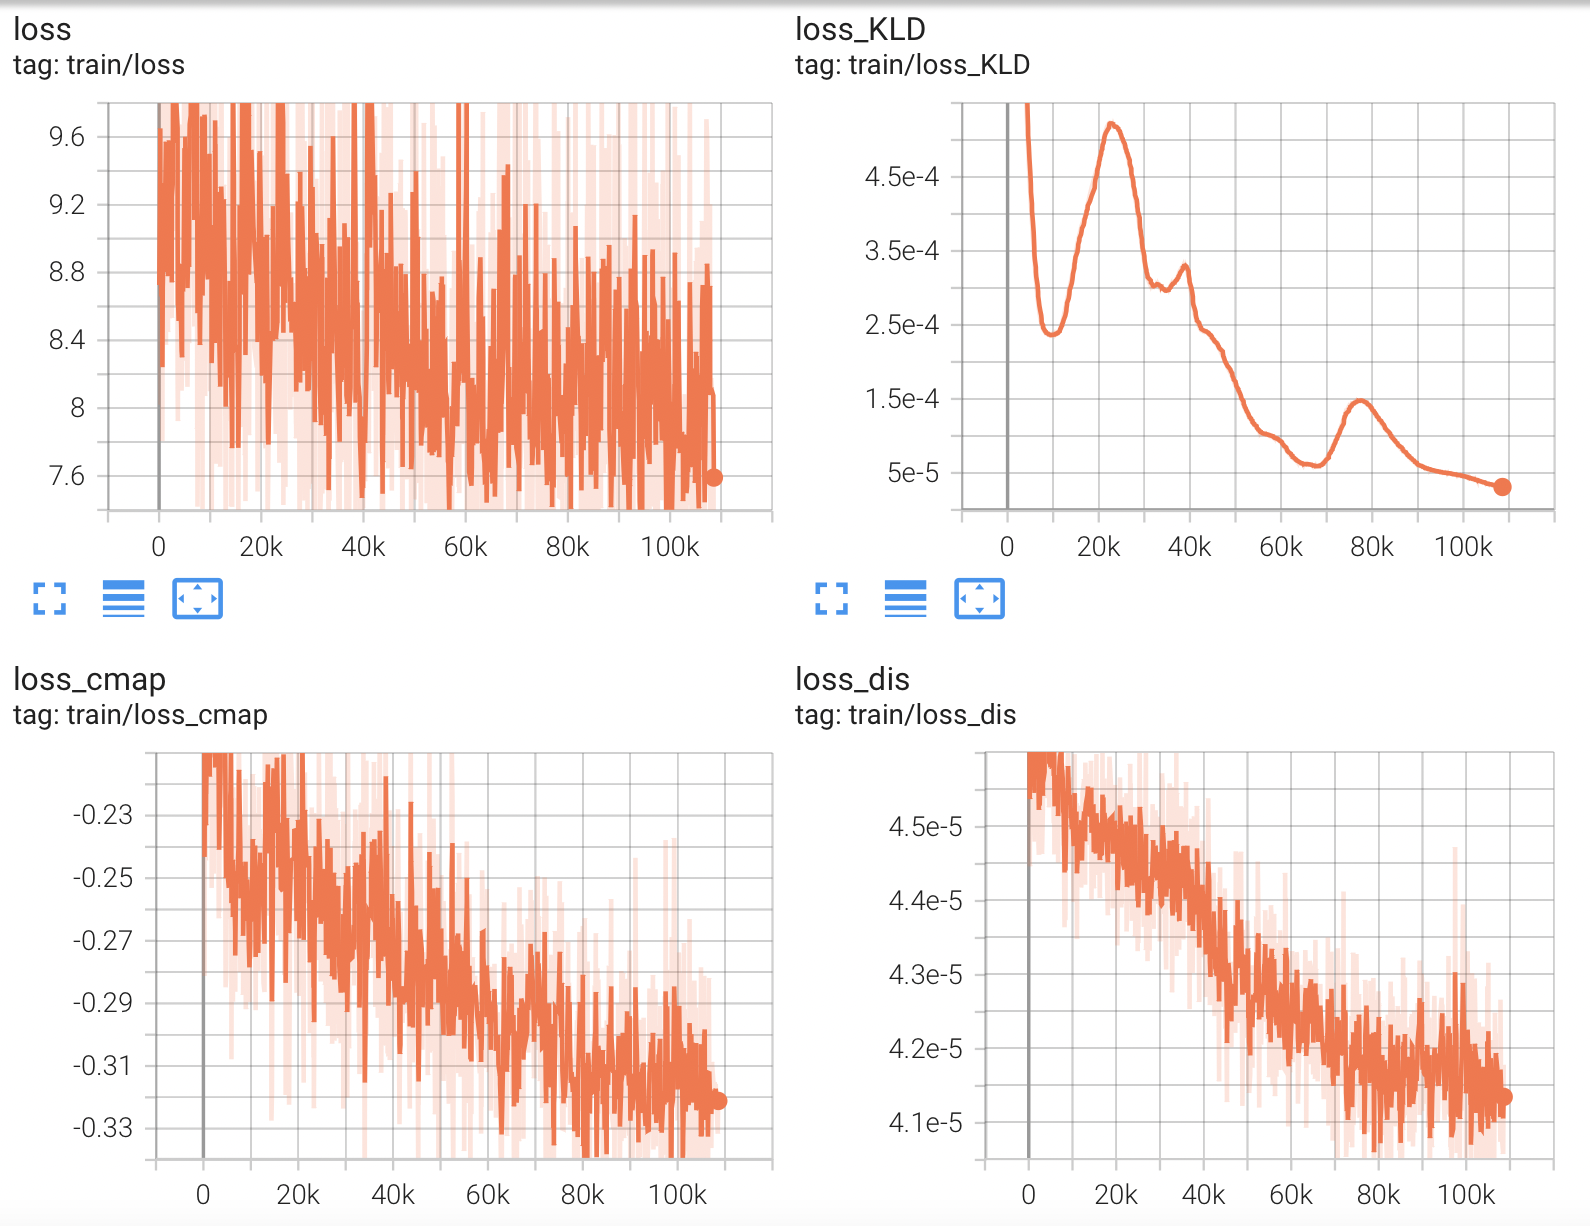 loss
tag: train/loss
9.6
9.2
8.8
8.4
8
7.6
0 20k 40k 60k 80k 100k
loss_KLD
tag: train/loss_KLD
4.5e-4
3.5e-4
2.5e-4
1.5e-4
5e-5
0 20k 40k 60k 80k 100k
loss_cmap
tag: train/loss_cmap
-0.23
-0.25
-0.27
-0.29
-0.31
-0.33
0 20k 40k 60k 80k 100k
loss_dis
tag: train/loss_dis
4.5e-5
4.4e-5
4.3e-5
4.2e-5
4.1e-5
0 20k 40k 60k 80k 100k